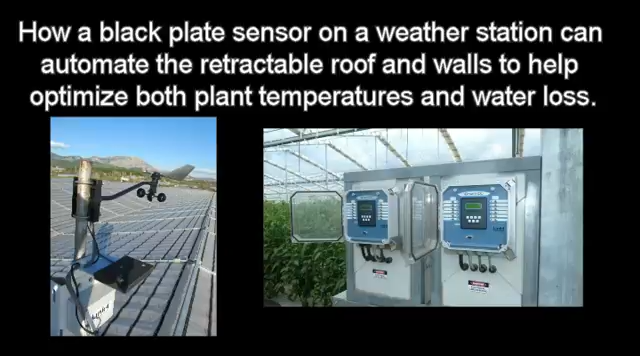 How a black plate sensor on a weather station can
automate the retractable roof and walls to help
optimize both plant temperatures and water loss.